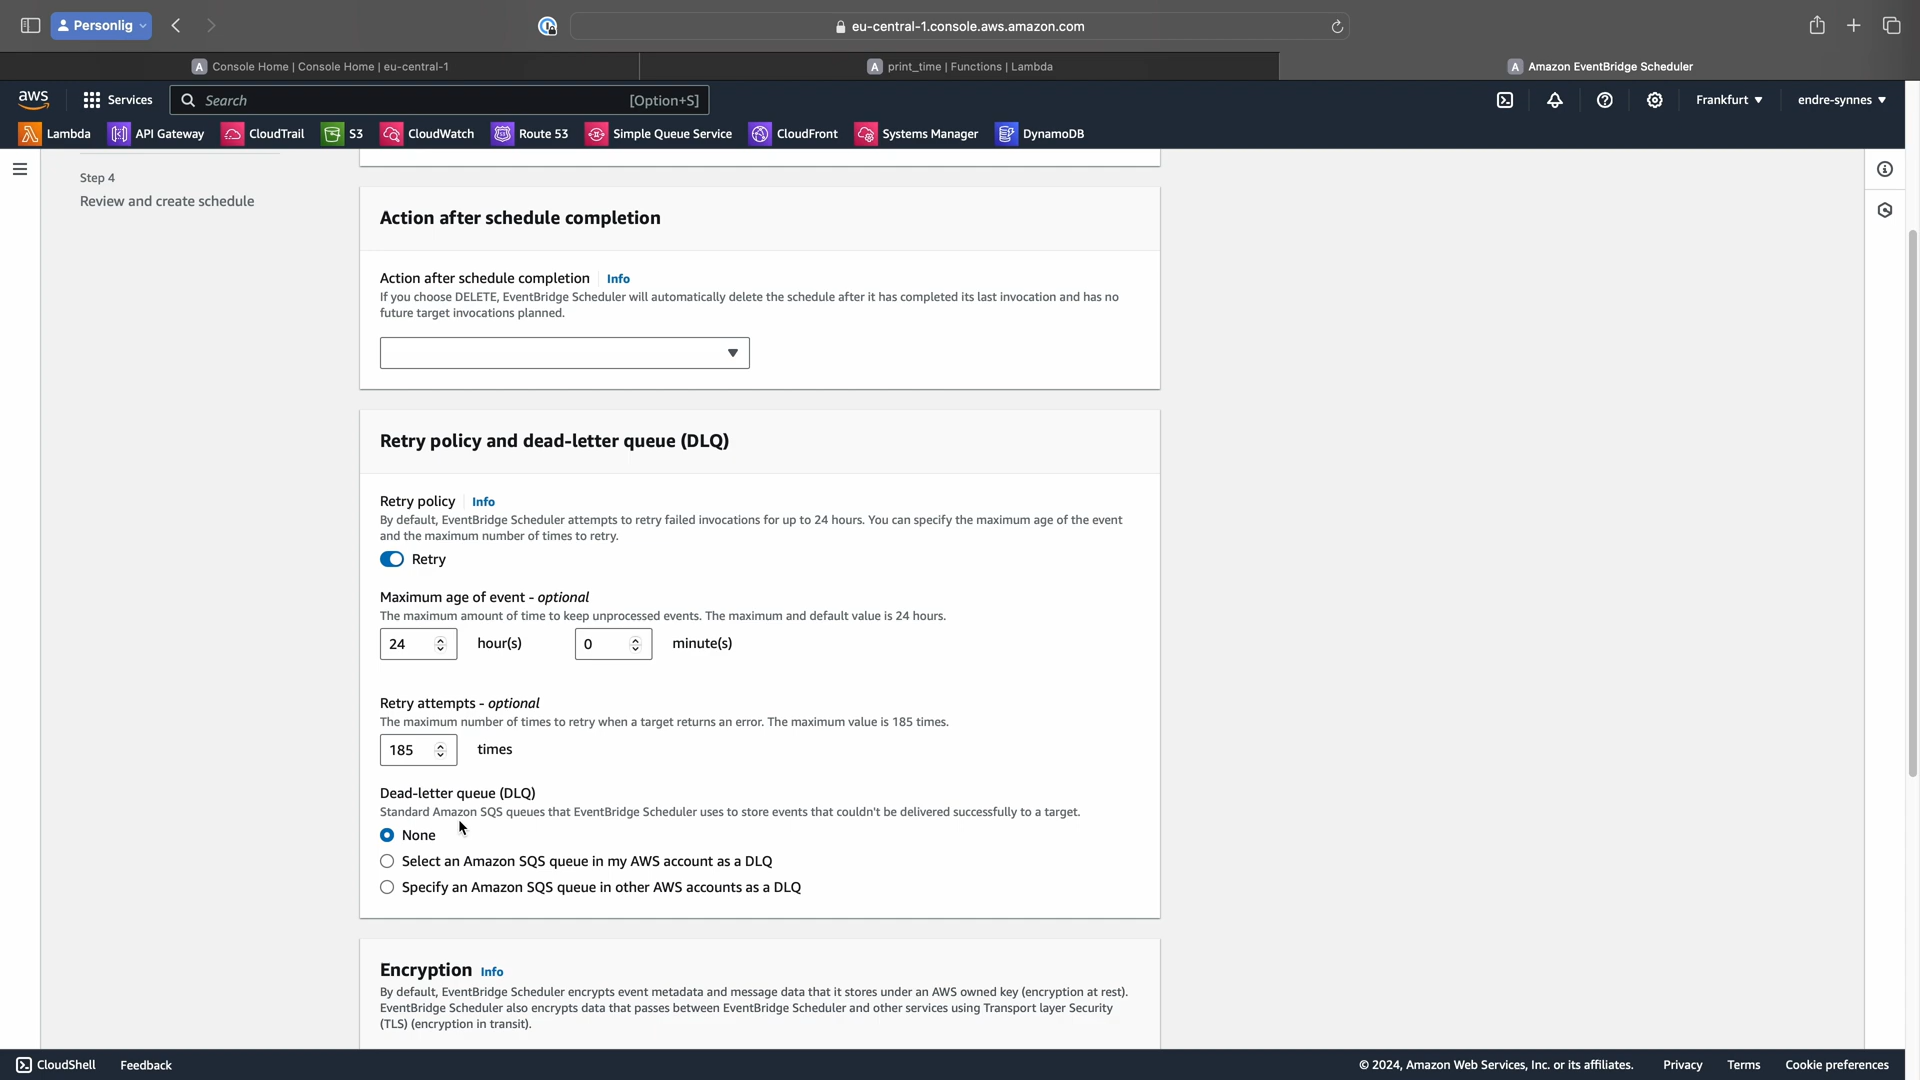 Personlig
eu-central-1.console.aws.amazon.com
A Console Home | Console Home | eu-central-1
A print_time | Functions | Lambda
A Amazon EventBridge Scheduler
aws
Services
Search
[Option+S]
Frankfurt
endre-synnes
Lambda
API Gateway
CloudTrail
S3
CloudWatch
Route 53
Simple Queue Service
CloudFront
Systems Manager
DynamoDB
Step 4
Review and create schedule
Action after schedule completion
Action after schedule completion Info
If you choose DELETE, EventBridge Scheduler will automatically delete the schedule after it has completed its last invocation and has no
future target invocations planned.
Retry policy and dead-letter queue (DLQ)
Retry policy Info
By default, EventBridge Scheduler attempts to retry failed invocations for up to 24 hours. You can specify the maximum age of the event
and the maximum number of times to retry.
Retry
Maximum age of event - optional
The maximum amount of time to keep unprocessed events. The maximum and default value is 24 hours.
24 hour(s) 0 minute(s)
Retry attempts - optional
The maximum number of times to retry when a target returns an error. The maximum value is 185 times.
185 times
Dead-letter queue (DLQ)
Standard Amazon SQS queues that EventBridge Scheduler uses to store events that couldn't be delivered successfully to a target.
None
Select an Amazon SQS queue in my AWS account as a DLQ
Specify an Amazon SQS queue in other AWS accounts as a DLQ
Encryption Info
By default, EventBridge Scheduler encrypts event metadata and message data that it stores under an AWS owned key (encryption at rest).
EventBridge Scheduler also encrypts data that passes between EventBridge Scheduler and other services using Transport layer Security
(TLS) (encryption in transit).
CloudShell
Feedback
© 2024, Amazon Web Services, Inc. or its affiliates.
Privacy
Terms
Cookie preferences